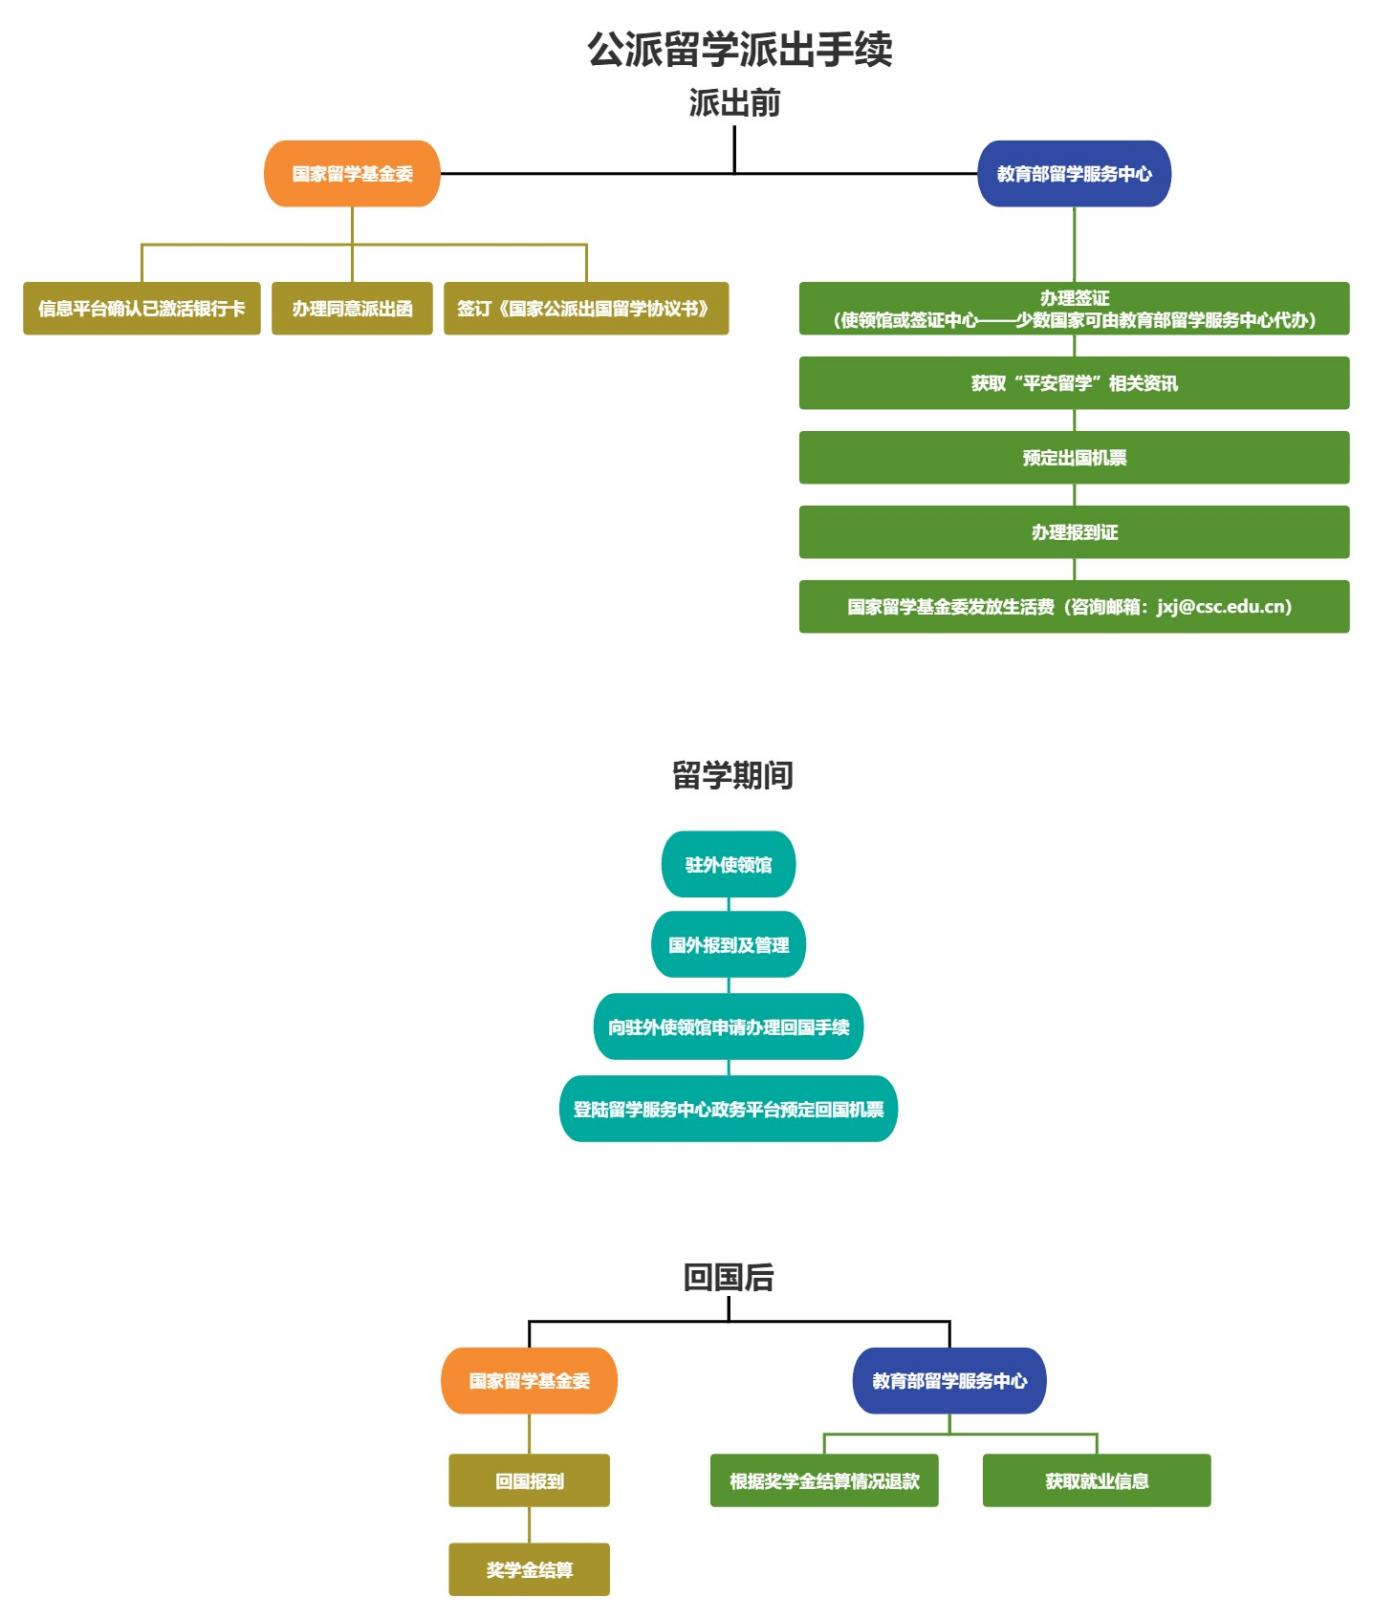 公派留学派出手续
派出前
国家留学基金委
教育部留学服务中心
信息平台确认已激活银行卡
办理同意派出函
签订《国家公派出国留学协议书》
办理签证
（使领馆或签证中心——少数国家可由教育部留学服务中心代办）
获取“平安留学”相关资讯
预定出国机票
办理报到证
国家留学基金委发放生活费（咨询邮箱：jxj@csc.edu.cn）
留学期间
驻外使领馆
国外报到及管理
向驻外使领馆申请办理回国手续
登陆留学服务中心政务平台预定回国机票
回国后
国家留学基金委
教育部留学服务中心
回国报到
根据奖学金结算情况退款
获取就业信息
奖学金结算